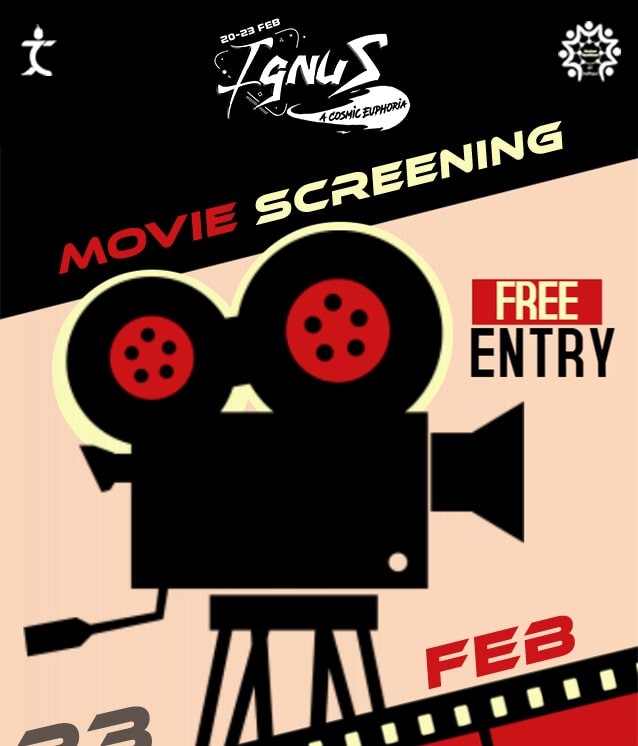 20-23 FEB
IGNUS
A COSMIC EUPHORIA
MOVIE SCREENING
FREE
ENTRY
FEB